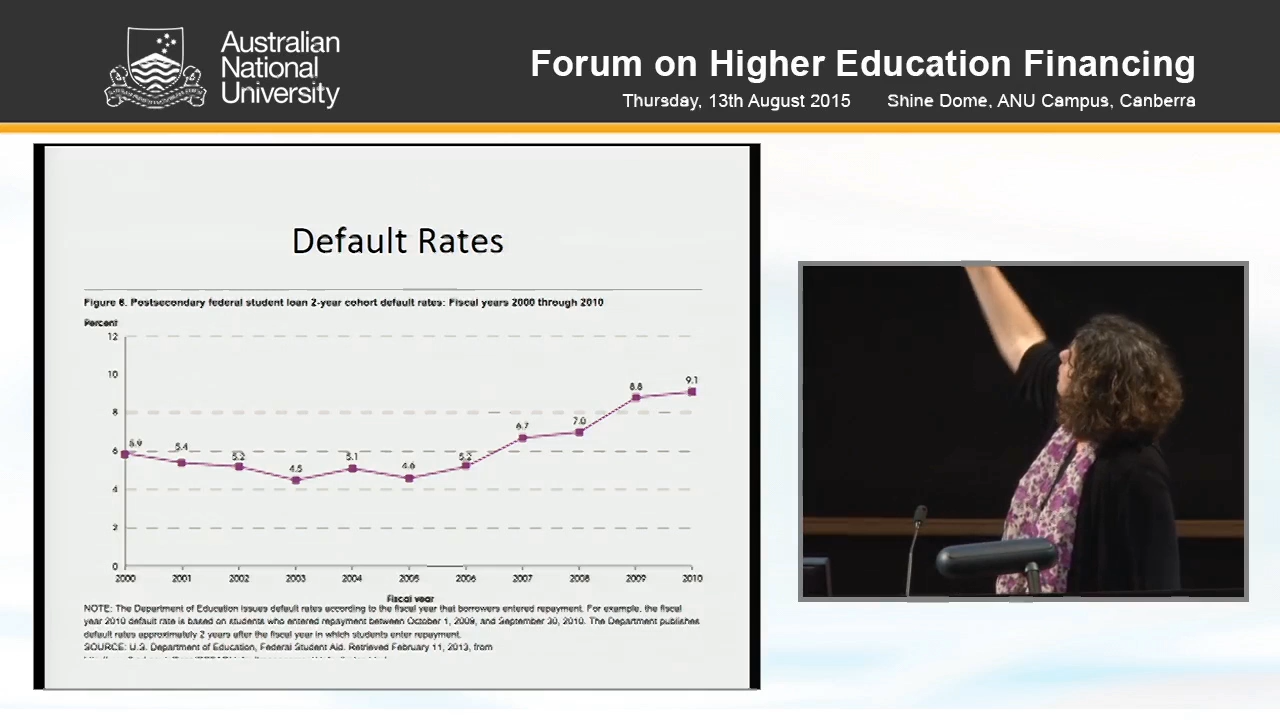 Australian
National
University
Forum on Higher Education Financing
Thursday, 13th August 2015 Shine Dome, ANU Campus, Canberra
Default Rates
Figure 6. Postsecondary federal student loan 2-year cohort default rates: Fiscal years 2000 through 2010
Percent
12
10
8
6
4
2
0
5.9
5.4
5.2
4.5
5.1
4.6
5.2
6.7
7.0
8.8
9.1
2000 2001 2002 2003 2004 2005 2006 2007 2008 2009 2010
Fiscal year
NOTE: The Department of Education issues default rates according to the fiscal year that borrowers entered repayment. For example, the fiscal
year 2010 default rate is based on students who entered repayment between October 1, 2009, and September 30, 2010. The Department publishes
default rates approximately 2 years after the fiscal year in which students enter repayment.
SOURCE: U.S. Department of Education, Federal Student Aid. Retrieved February 11, 2013, from